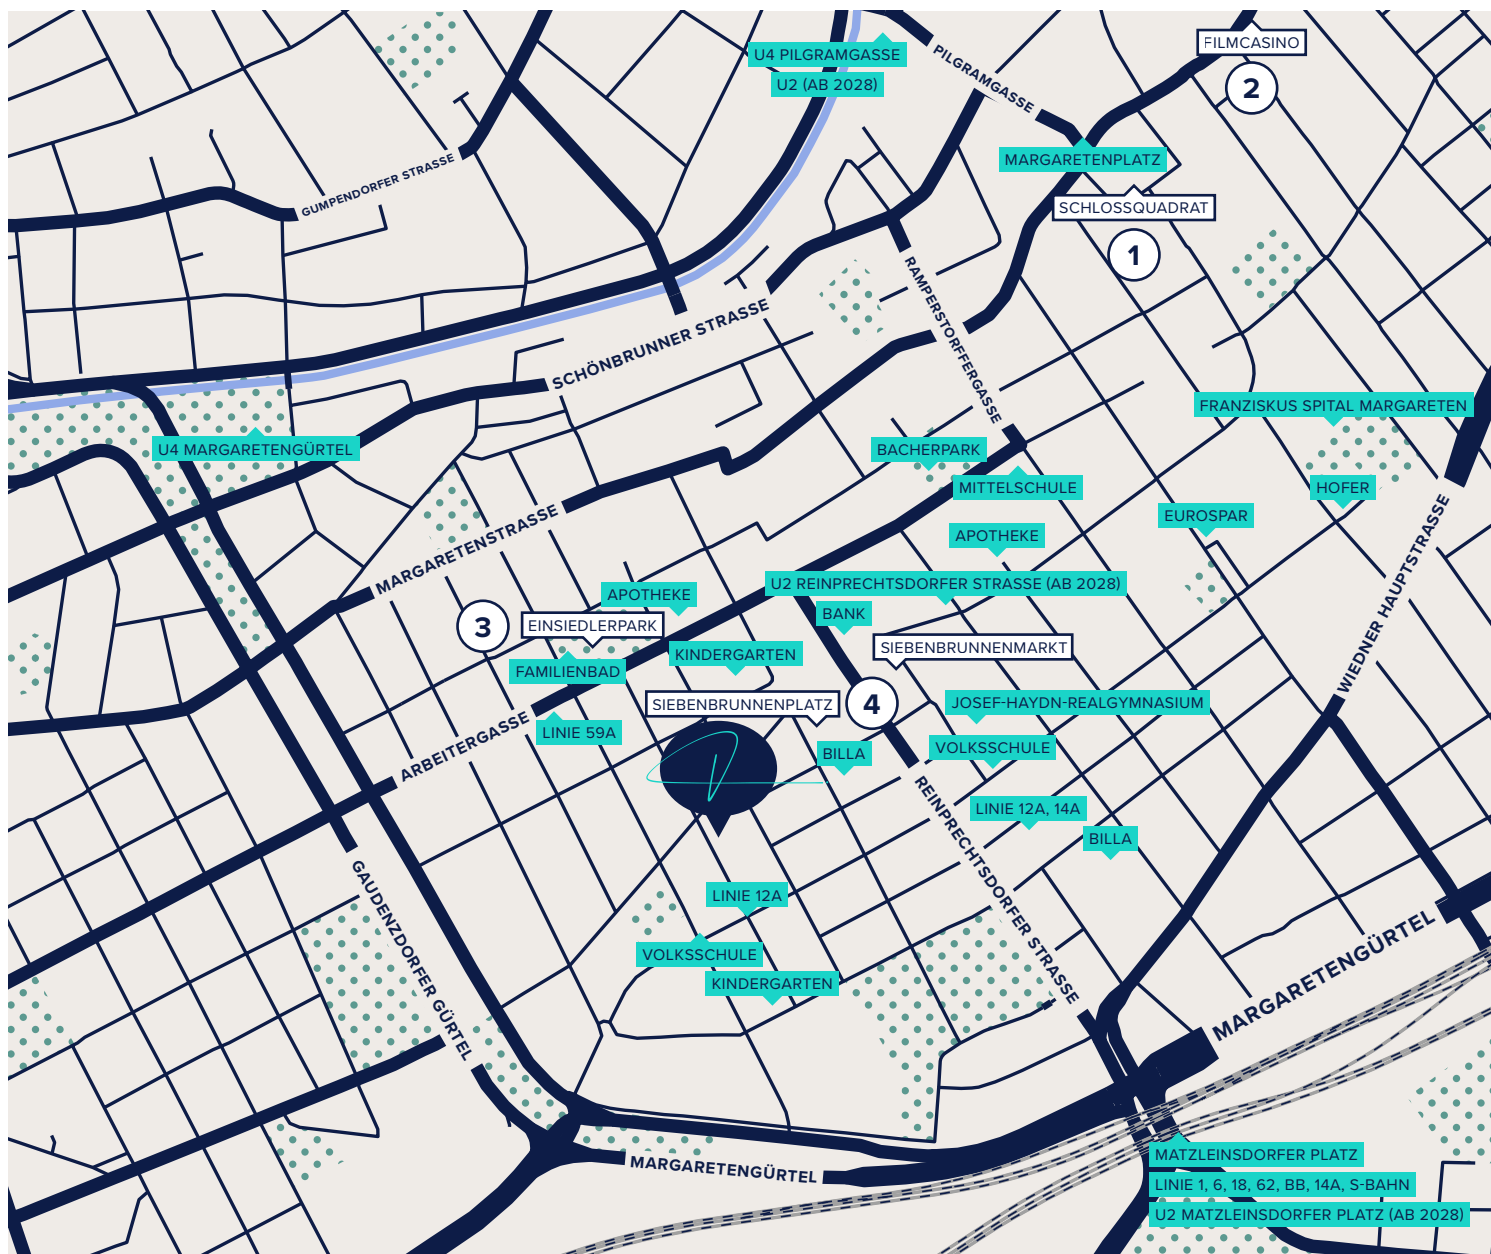 FILMCASINO
2
U4 PILGRAMGASSE
U2 (AB 2028)
PILGRAMGASSE
MARGARETENPLATZ
SCHLOSSQUADRAT
1
GUMPENDORFER STRASSE
RAMPERSTORFFERGASSE
SCHÖNBRUNNER STRASSE
FRANZISKUS SPITAL MARGARETEN
U4 MARGARETENGÜRTEL
BACHERPARK
MITTELSCHULE
HOFER
EUROSPAR
MARGARETENSTRASSE
APOTHEKE
WIEDNER HAUPTSTRASSE
U2 REINPRECHTSDORFER STRASSE (AB 2028)
APOTHEKE
BANK
3
EINSIEDLERPARK
SIEBENBRUNNENMARKT
KINDERGARTEN
FAMILIENBAD
SIEBENBRUNNENPLATZ
4
JOSEF-HAYDN-REALGYMNASIUM
LINIE 59A
ARBEITERGASSE
BILLA
VOLKSSCHULE
LINIE 12A, 14A
BILLA
REINPRECHTSDORFER STRASSE
LINIE 12A
GAUDENZDORFER GÜRTEL
VOLKSSCHULE
KINDERGARTEN
MARGARETENGÜRTEL
MARGARETENGÜRTEL
MATZLEINSDORFER PLATZ
LINIE 1, 6, 18, 62, BB, 14A, S-BAHN
U2 MATZLEINSDORFER PLATZ (AB 2028)